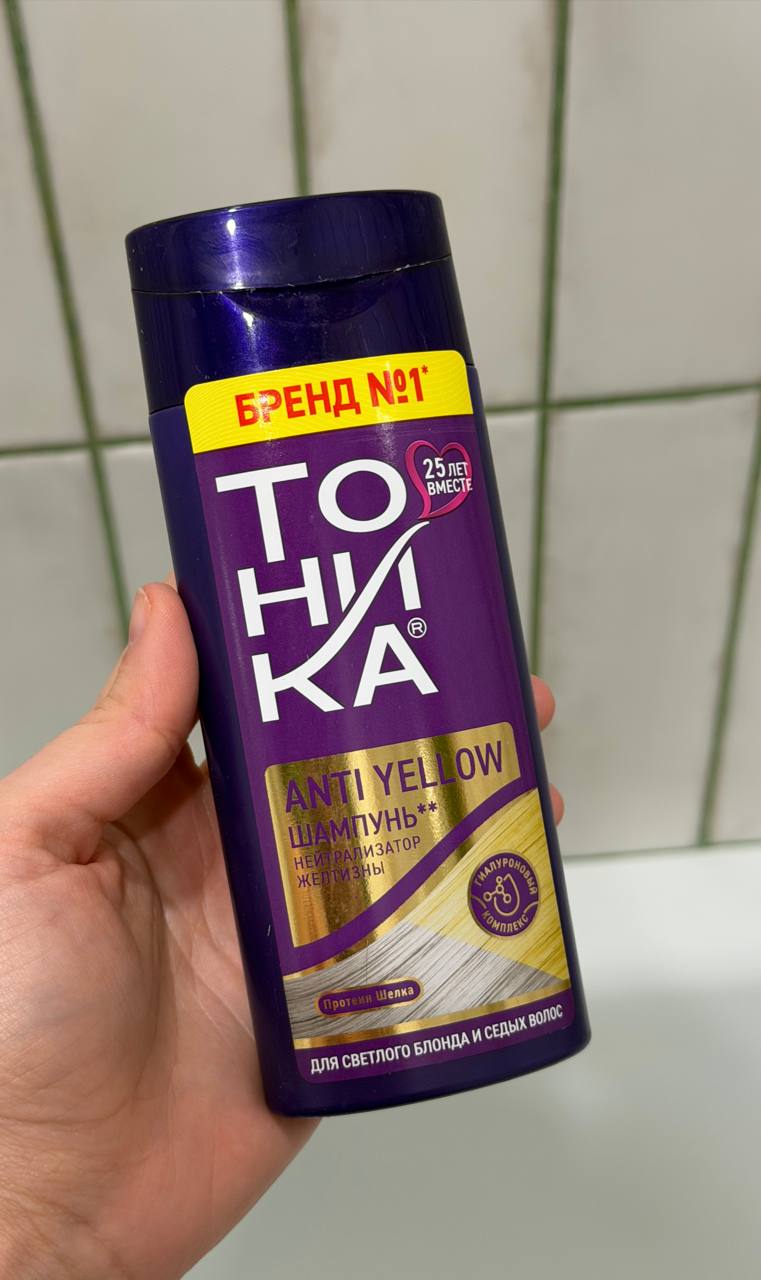 БРЕНД №1*
ТО
НИ
КА®
25 ЛЕТ
ВМЕСТЕ
ANTI YELLOW
ШАМПУНЬ**
НЕЙТРАЛИЗАТОР
ЖЕЛТИЗНЫ
ГИАЛУРОНОВЫЙ
КОМПЛЕКС
Протеин Шелка
ДЛЯ СВЕТЛОГО БЛОНДА И СЕДЫХ ВОЛОС